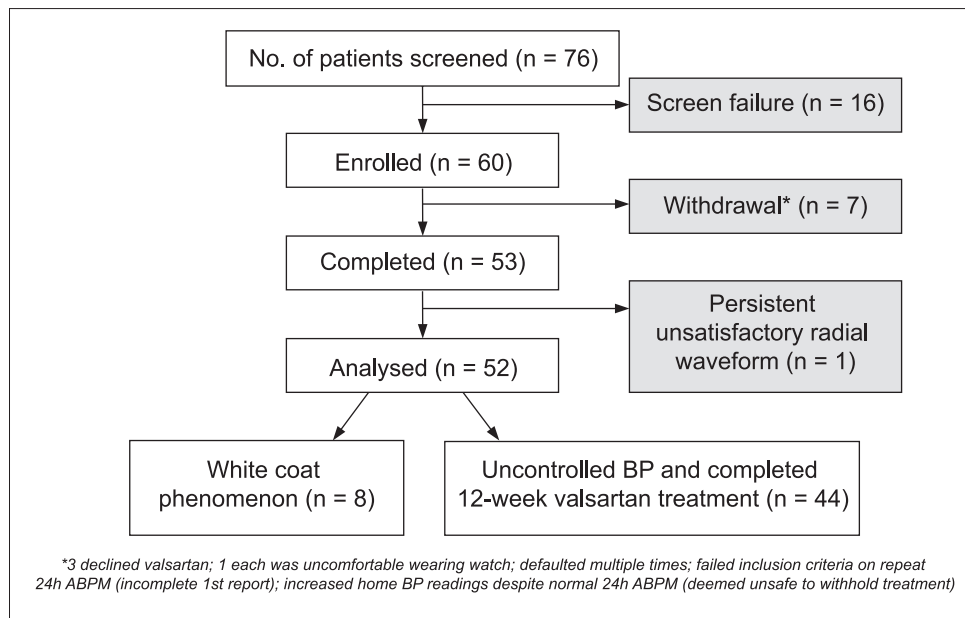 No. of patients screened (n = 76)
Screen failure (n = 16)
Enrolled (n = 60)
Withdrawal* (n = 7)
Completed (n = 53)
Persistent
unsatisfactory radial
waveform (n = 1)
Analysed (n = 52)
White coat
phenomenon (n = 8)
Uncontrolled BP and completed
12-week valsartan treatment (n = 44)
*3 declined valsartan; 1 each was uncomfortable wearing watch; defaulted multiple times; failed inclusion criteria on repeat
24h ABPM (incomplete 1st report); increased home BP readings despite normal 24h ABPM (deemed unsafe to withhold treatment)